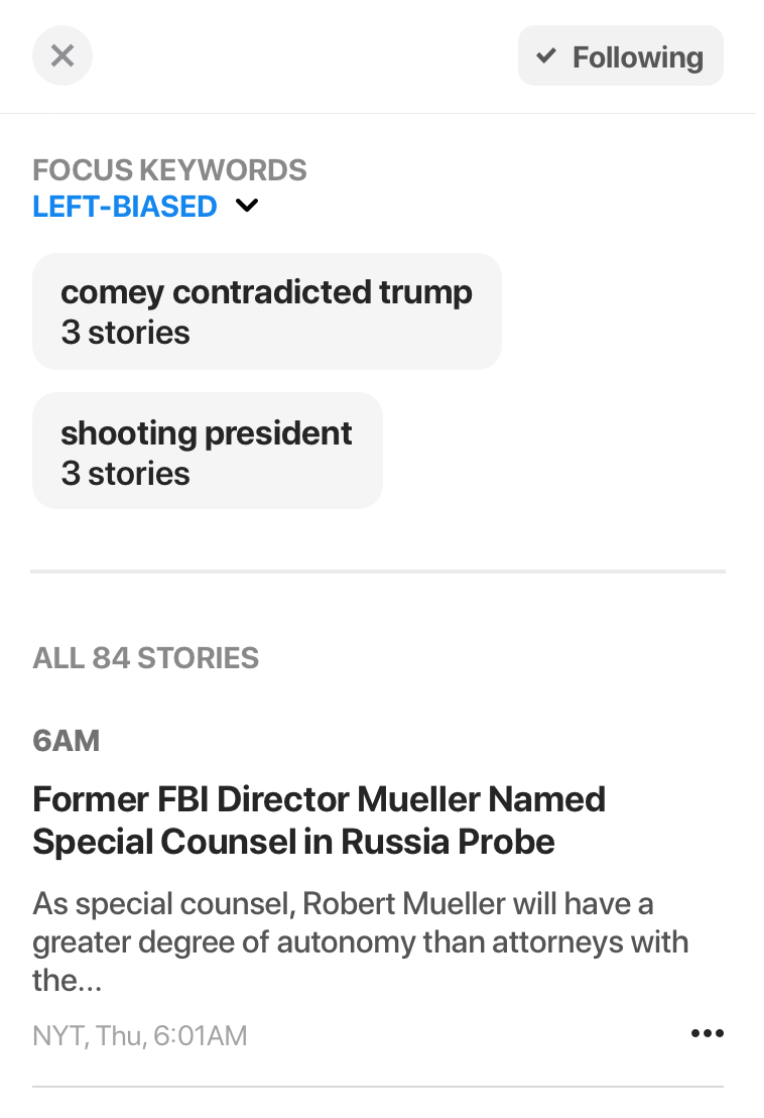 Following
FOCUS KEYWORDS
LEFT-BIASED
comey contradicted trump
3 stories
shooting president
3 stories
ALL 84 STORIES
6AM
Former FBI Director Mueller Named
Special Counsel in Russia Probe
As special counsel, Robert Mueller will have a
greater degree of autonomy than attorneys with
the...
NYT, Thu, 6:01AM